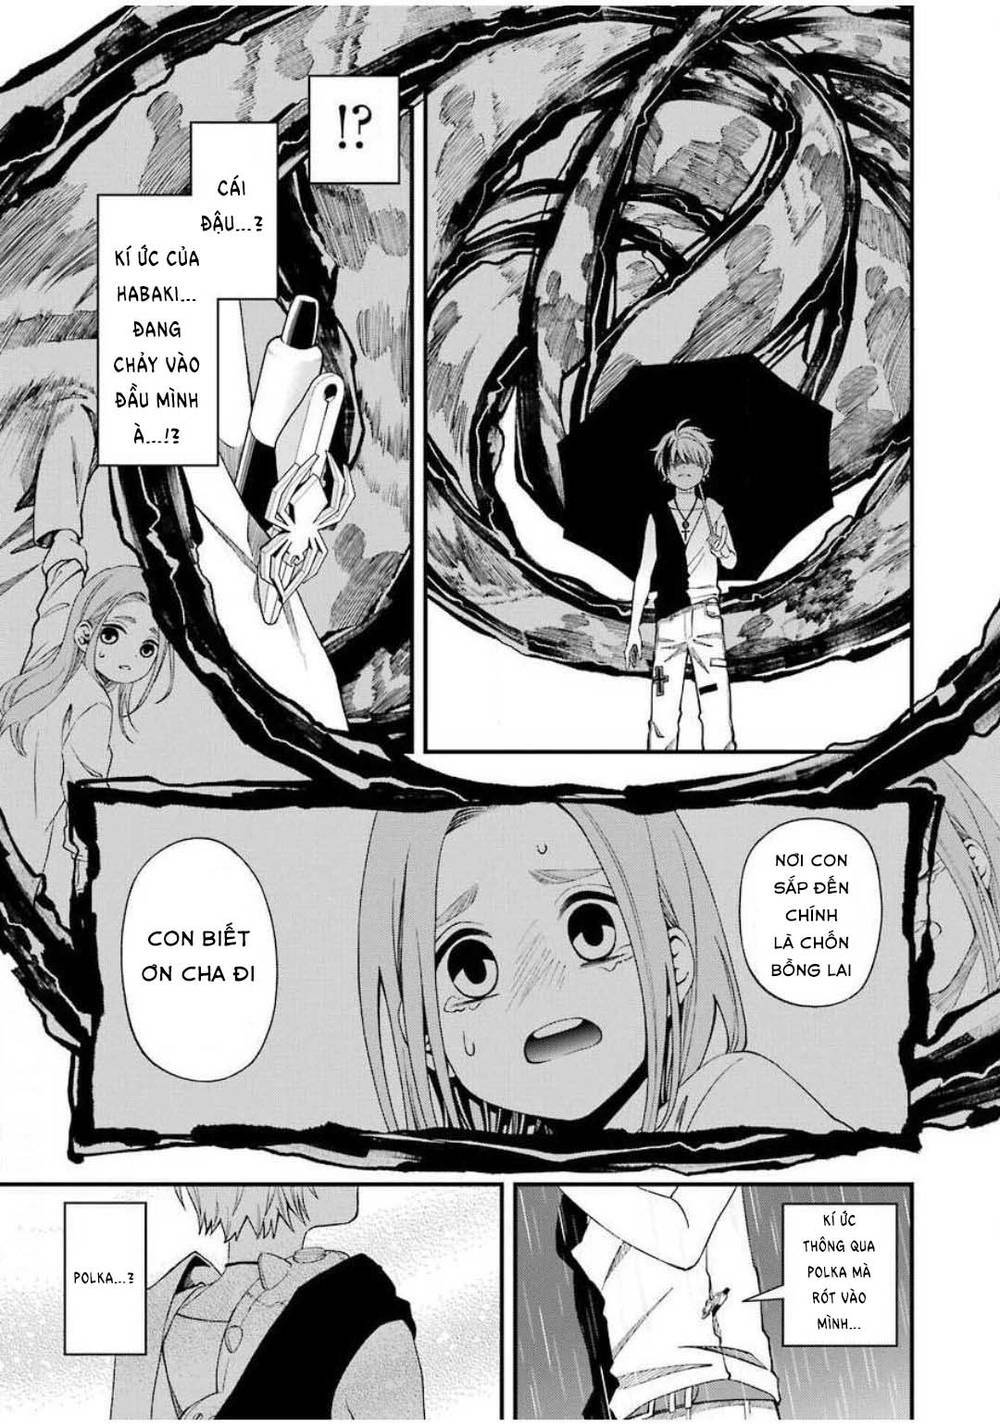 !?
CÁI
ĐẬU...?
KÍ ỨC CỦA
HABAKI...
ĐANG
CHẢY VÀO
ĐẦU MÌNH
À...!?
NƠI CON
SẮP ĐẾN
CHÍNH
LÀ CHỐN
BỒNG LAI
CON BIẾT
ƠN CHA ĐI
KÍ ỨC
THÔNG QUA
POLKA MÀ
RÓT VÀO
MÌNH...
POLKA...?